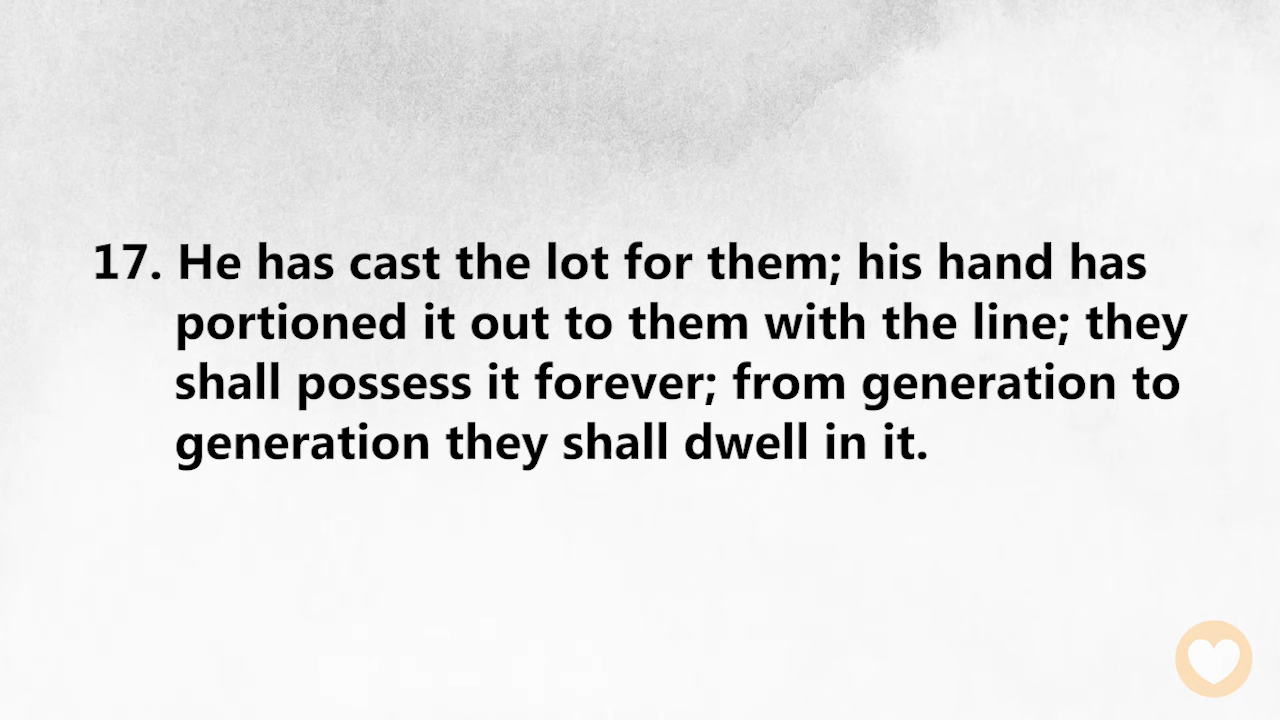 17. He has cast the lot for them; his hand has
portioned it out to them with the line; they
shall possess it forever; from generation to
generation they shall dwell in it.